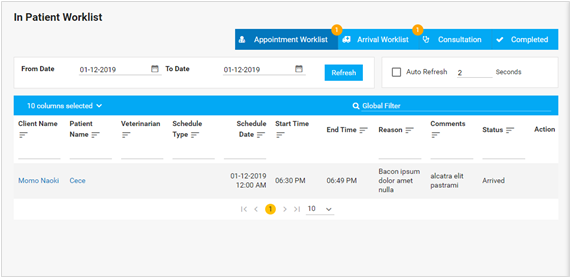 In Patient Worklist
1 1
Appointment Worklist Arrival Worklist Consultation Completed
From Date 01-12-2019 To Date 01-12-2019 Refresh Auto Refresh 2 Seconds
10 columns selected Global Filter
Client Name Patient Name Veterinarian Schedule Type Schedule Date Start Time End Time Reason Comments Status Action
Momo Naoki Cece 01-12-2019 12:00 AM 06:30 PM 06:49 PM Bacon ipsum dolor amet nulla alcatra elit pastrami Arrived
1 10